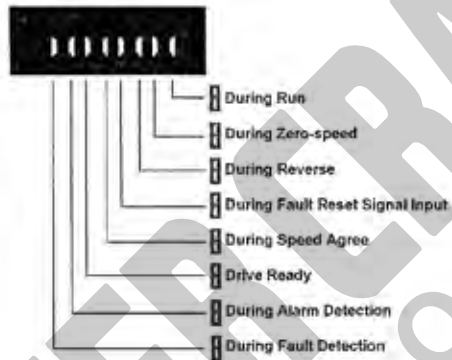 During Run
During Zero-speed
During Reverse
During Fault Reset Signal Input
During Speed Agree
Drive Ready
During Alarm Detection
During Fault Detection